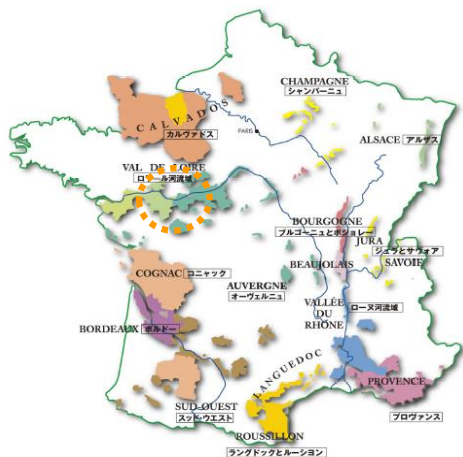 CHAMPAGNE
シャンパーニュ
CALVADOS
カルヴァドス
PARIS
ALSACE アルザス
VAL DE LOIRE
ロワール河流域
BOURGOGNE
ブルゴーニュとボジョレー
JURA
ジュラとサヴォア
SAVOIE
BEAUJOLAIS
COGNAC コニャック
AUVERGNE
オーヴェルニュ
VALLÉE
DU
RHÔNE
ローヌ河流域
BORDEAUX ボルドー
LANGUEDOC
PROVENCE
プロヴァンス
SUD-OUEST
スッド・ウエスト
ROUSSILLON
ラングドックとルーション